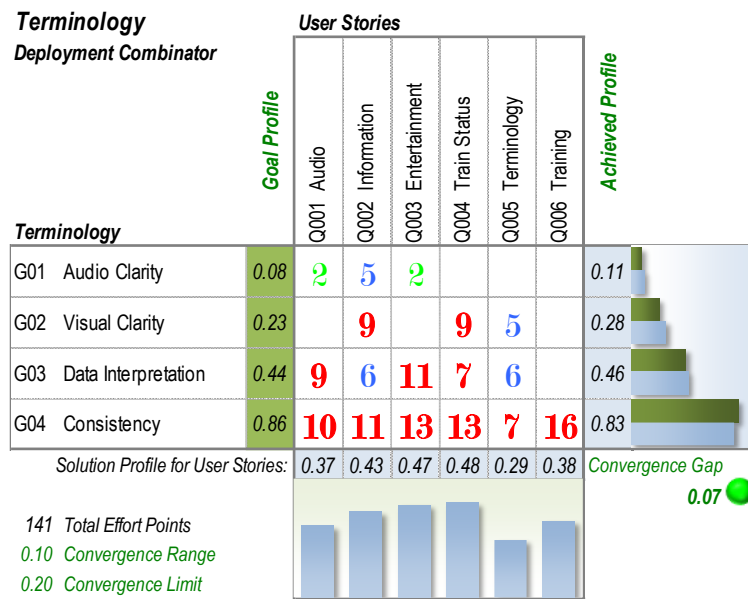 Terminology
Deployment Combinator
User Stories
Goal Profile
Q001 Audio
Q002 Information
Q003 Entertainment
Q004 Train Status
Q005 Terminology
Q006 Training
Achieved Profile
Terminology
G01 Audio Clarity 0.08 2 5 2 0.11
G02 Visual Clarity 0.23 9 9 5 0.28
G03 Data Interpretation 0.44 9 6 11 7 6 0.46
G04 Consistency 0.86 10 11 13 13 7 16 0.83
Solution Profile for User Stories: 0.37 0.43 0.47 0.48 0.29 0.38 Convergence Gap
0.07
141 Total Effort Points
0.10 Convergence Range
0.20 Convergence Limit